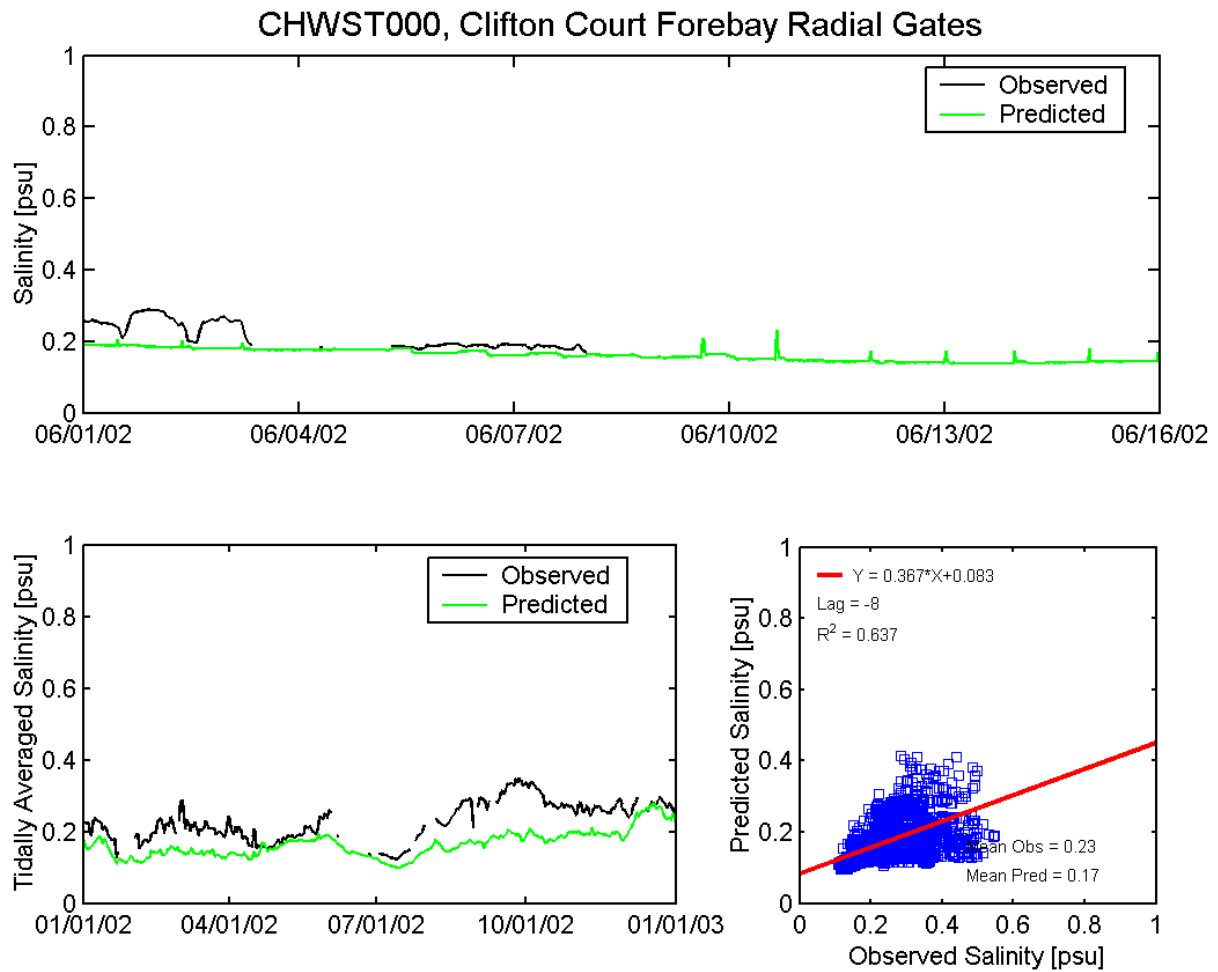 CHWST000, Clifton Court Forebay Radial Gates
Salinity [psu]
1
0.8
0.6
0.4
0.2
0
Observed
Predicted
06/01/02 06/04/02 06/07/02 06/10/02 06/13/02 06/16/02
Tidally Averaged Salinity [psu]
1
0.8
0.6
0.4
0.2
0
Observed
Predicted
01/01/02 04/01/02 07/01/02 10/01/02 01/01/03
Predicted Salinity [psu]
1
0.8
0.6
0.4
0.2
0
Y = 0.367*X+0.083
Lag = -8
R² = 0.637
Mean Obs = 0.23
Mean Pred = 0.17
0 0.2 0.4 0.6 0.8 1
Observed Salinity [psu]